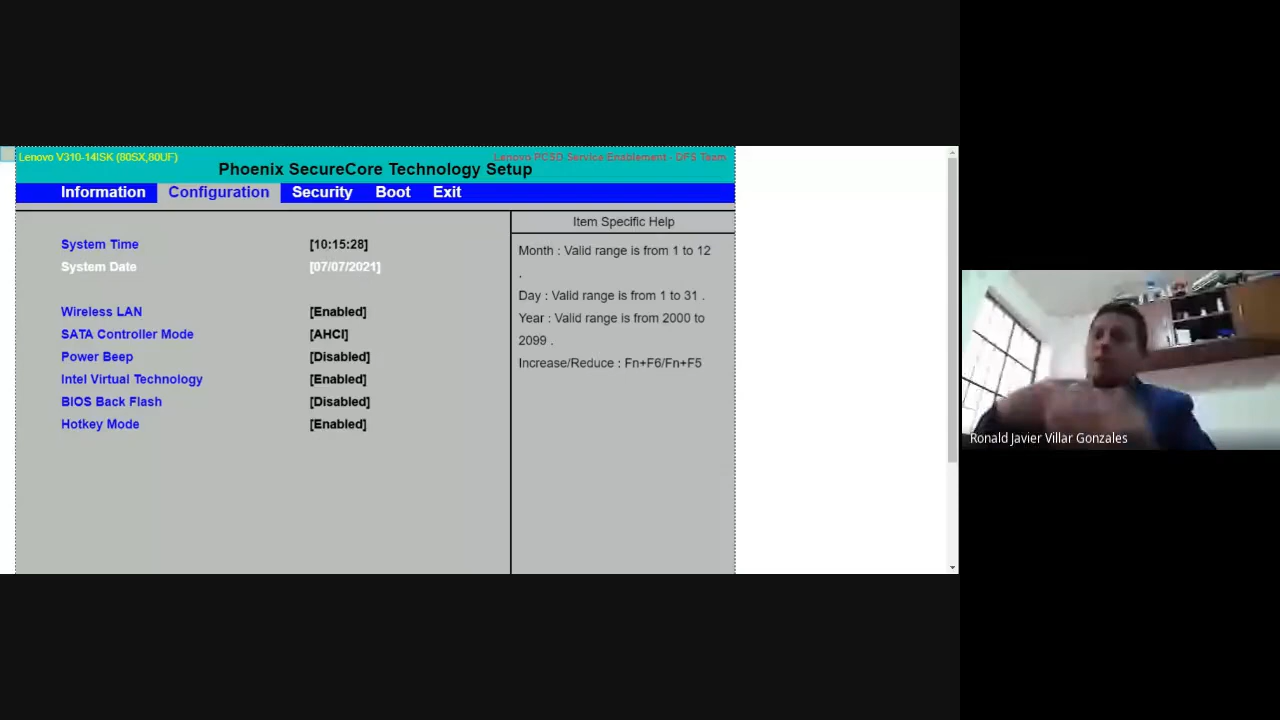 Lenovo V310-14ISK (80SX,80UF)
Lenovo PCSD Service Enablement - DFS Team
Phoenix SecureCore Technology Setup
Information Configuration Security Boot Exit
Item Specific Help
System Time [10:15:28]
System Date [07/07/2021]
Wireless LAN [Enabled]
SATA Controller Mode [AHCI]
Power Beep [Disabled]
Intel Virtual Technology [Enabled]
BIOS Back Flash [Disabled]
Hotkey Mode [Enabled]
Month : Valid range is from 1 to 12
.
Day : Valid range is from 1 to 31 .
Year : Valid range is from 2000 to
2099 .
Increase/Reduce : Fn+F6/Fn+F5
Ronald Javier Villar Gonzales